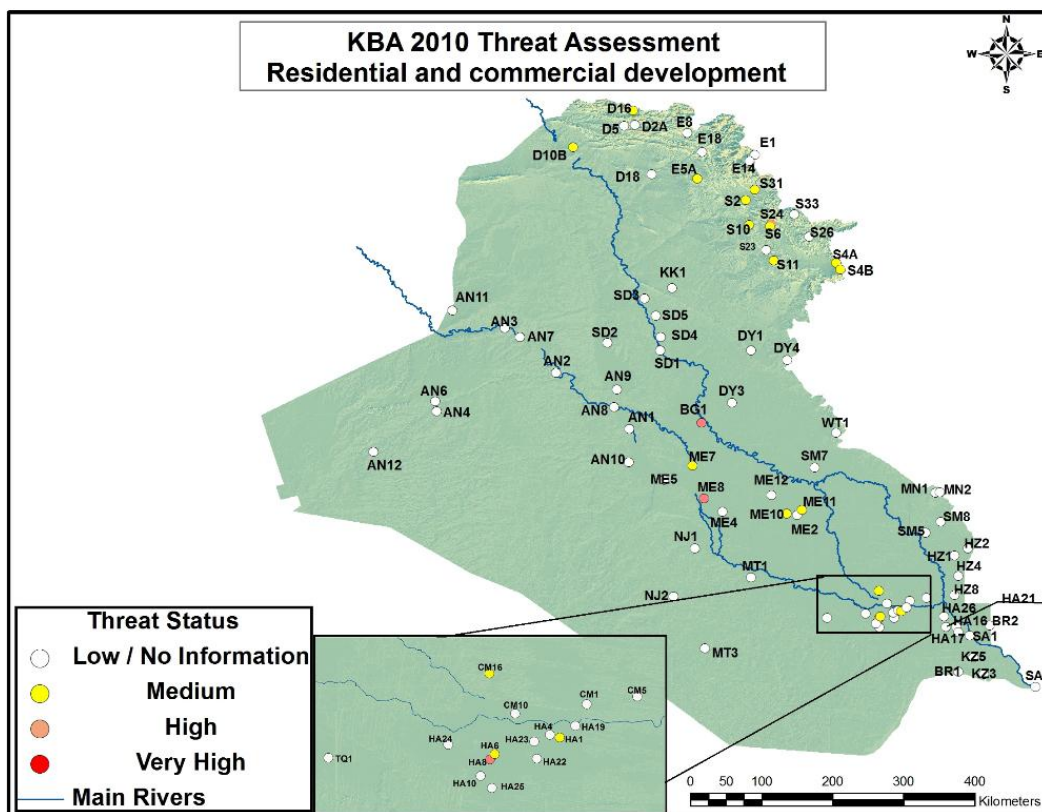 KBA 2010 Threat Assessment
Residential and commercial development
N
W E
S
D16
D5 D2A E8
E18 E1
D10B
E14
D18 E5A
S31
S2
S24 S33
S10 S6 S26
S23
S11 S4A
S4B
KK1
SD3
AN11
SD5
AN3
AN7 SD2 SD4 DY1
SD1 DY4
AN2
AN9
AN6 DY3
AN8 BG1
AN4 AN1
WT1
AN12 AN10 ME7 SM7
ME5 ME12
ME8 MN1 MN2
ME11
ME4 ME10
ME2 SM8
SM5
NJ1 HZ2
HZ1
MT1 HZ4
NJ2 HZ8 HA21
HA26
HA16 BR2
HA17 SA1
MT3
KZ5
BR1 KZ3
SA
Threat Status
Low / No Information
Medium
High
Very High
Main Rivers
CM16
CM5
CM1
CM10
HA4 HA19
HA24 HA23 HA1
HA6
TQ1 HA8 HA22
HA10
HA25
0 50 100 200 300 400
Kilometers